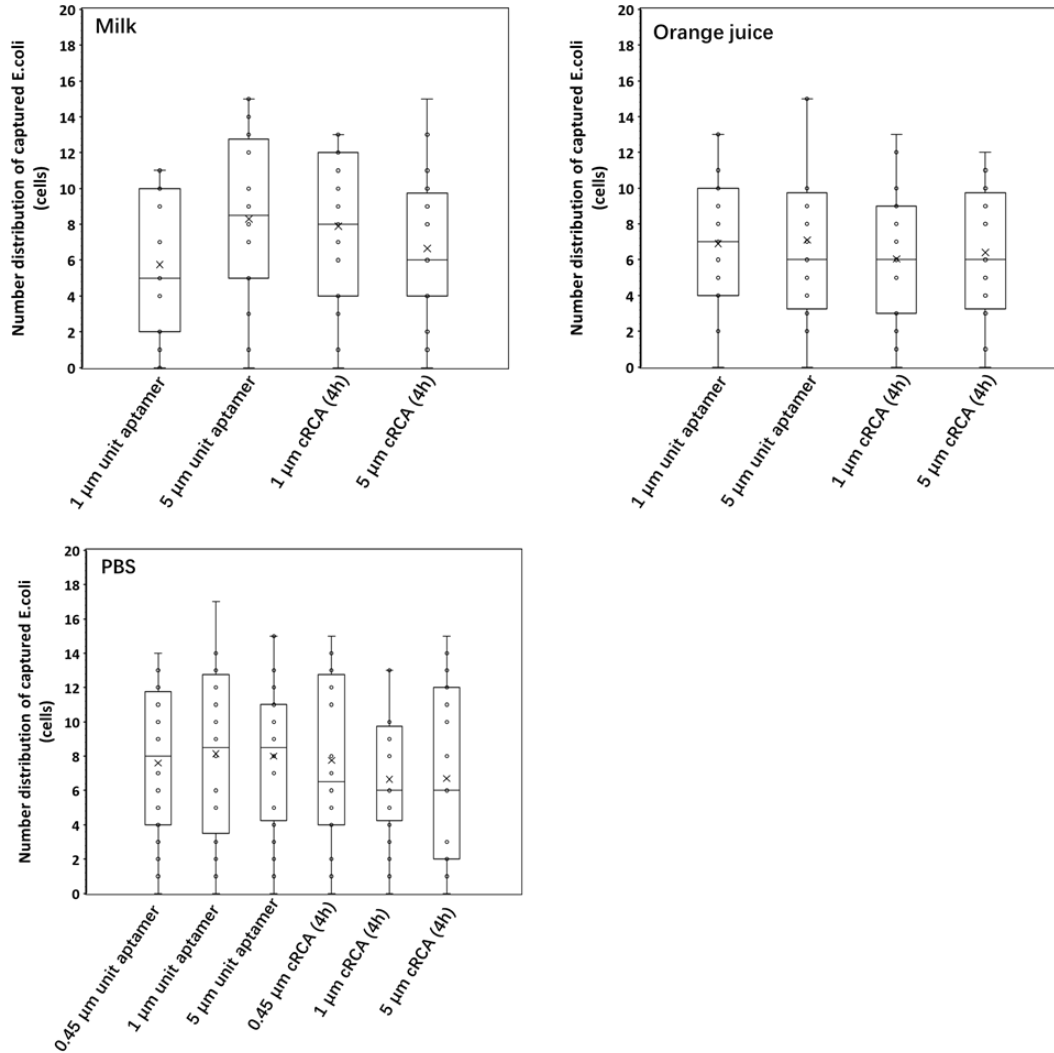 Milk
Number distribution of captured E.coli
(cells)
20
18
16
14
12
10
8
6
4
2
0
1 µm unit aptamer
5 µm unit aptamer
1 µm cRCA (4h)
5 µm cRCA (4h)
Orange juice
Number distribution of captured E.coli
(cells)
20
18
16
14
12
10
8
6
4
2
0
1 µm unit aptamer
5 µm unit aptamer
1 µm cRCA (4h)
5 µm cRCA (4h)
PBS
Number distribution of captured E.coli
(cells)
20
18
16
14
12
10
8
6
4
2
0
0.45 µm unit aptamer
1 µm unit aptamer
5 µm unit aptamer
0.45 µm cRCA (4h)
1 µm cRCA (4h)
5 µm cRCA (4h)